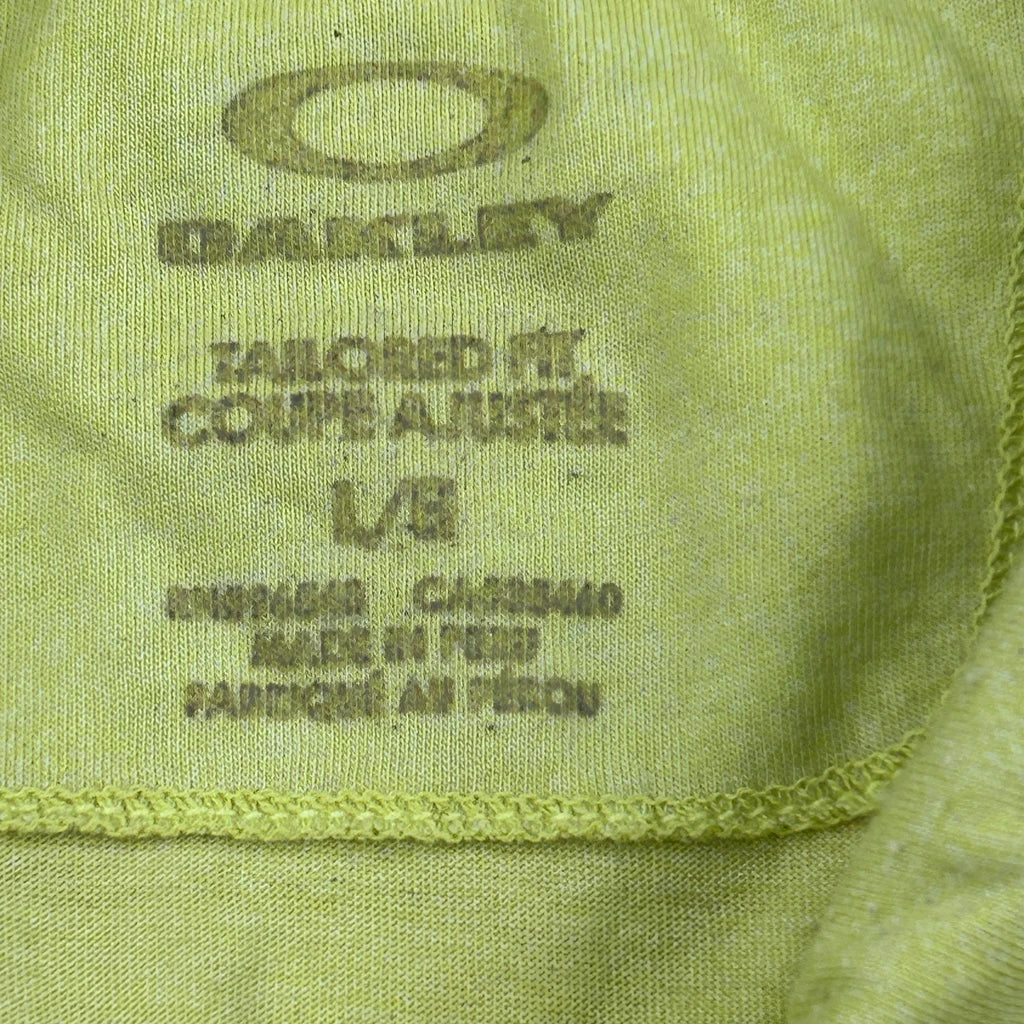 OAKLEY
TAILORED FIT
COUPE AJUSTÉE
L/G
MADE IN PERU
FABRIQUÉ AU PÉROU